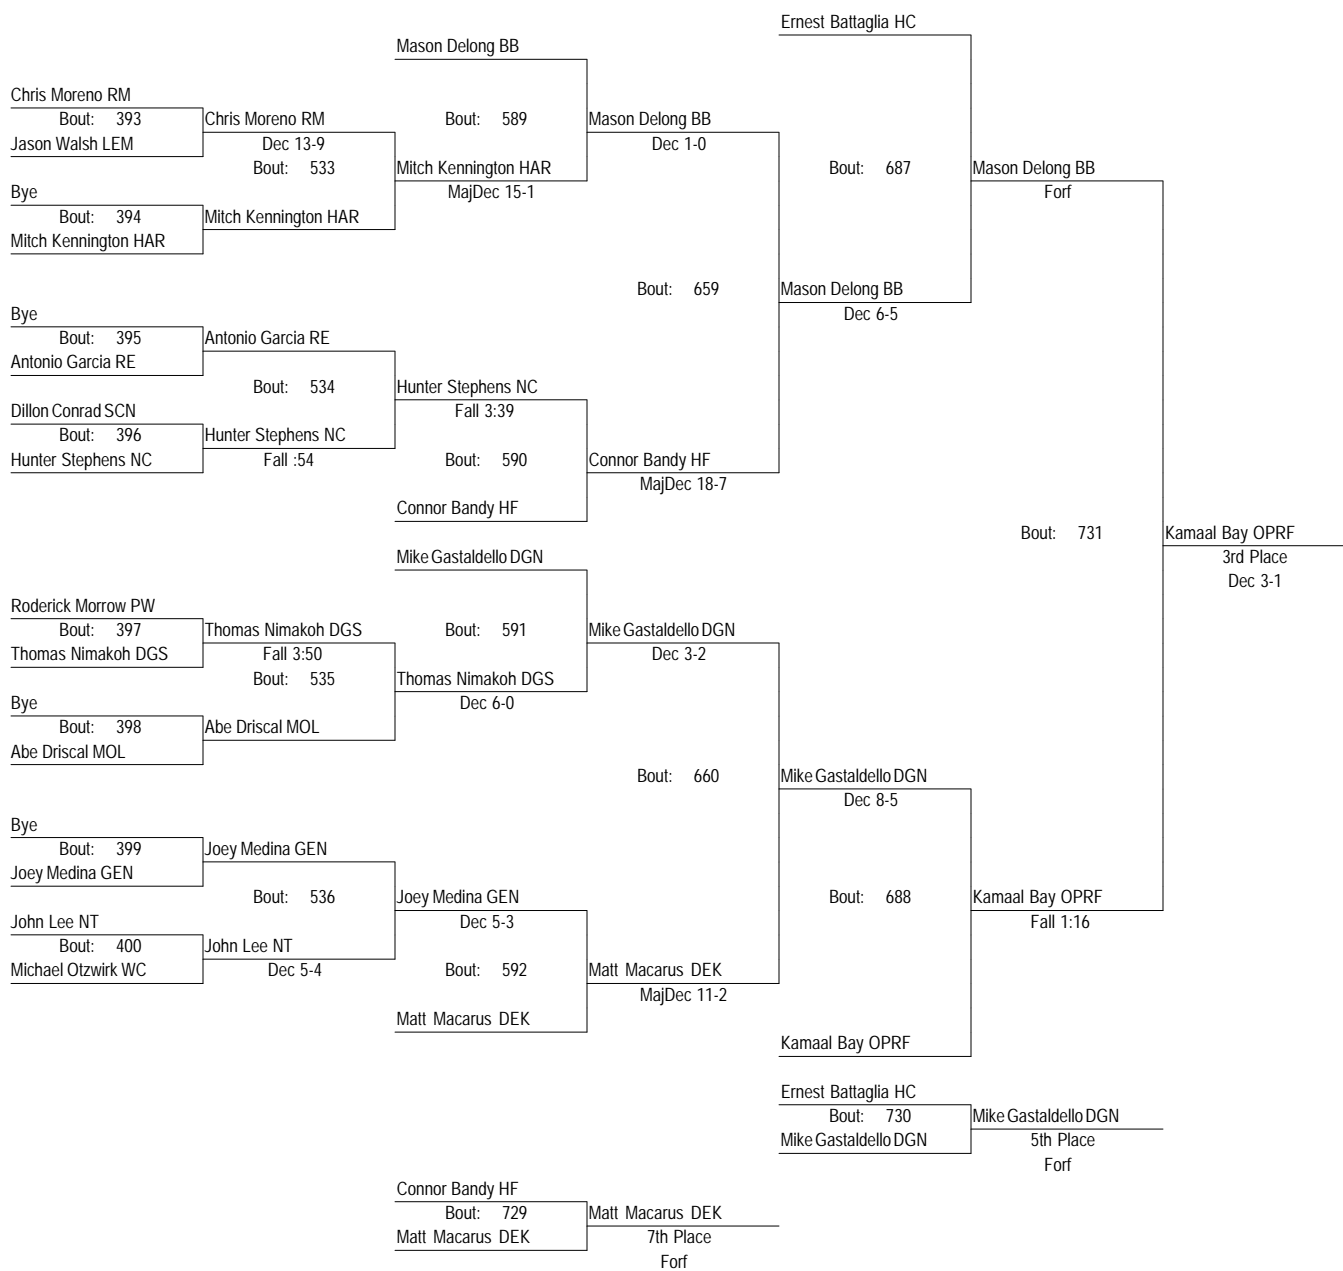 Ernest Battaglia HC
Mason Delong BB
Chris Moreno RM
Bout: 393
Chris Moreno RM
Bout: 589
Mason Delong BB
Jason Walsh LEM
Dec 13-9
Dec 1-0
Bout: 533
Mitch Kennington HAR
Bout: 687
Mason Delong BB
Bye
MajDec 15-1
Forf
Bout: 394
Mitch Kennington HAR
Mitch Kennington HAR
Bout: 659
Mason Delong BB
Bye
Dec 6-5
Bout: 395
Antonio Garcia RE
Antonio Garcia RE
Bout: 534
Hunter Stephens NC
Dillon Conrad SCN
Fall 3:39
Bout: 396
Hunter Stephens NC
Hunter Stephens NC
Fall :54
Bout: 590
Connor Bandy HF
MajDec 18-7
Connor Bandy HF
Bout: 731
Kamaal Bay OPRF
Mike Gastaldello DGN
3rd Place
Dec 3-1
Roderick Morrow PW
Bout: 397
Thomas Nimakoh DGS
Bout: 591
Mike Gastaldello DGN
Thomas Nimakoh DGS
Fall 3:50
Dec 3-2
Bout: 535
Thomas Nimakoh DGS
Bye
Dec 6-0
Bout: 398
Abe Driscal MOL
Abe Driscal MOL
Bout: 660
Mike Gastaldello DGN
Dec 8-5
Bye
Bout: 399
Joey Medina GEN
Joey Medina GEN
Bout: 536
Joey Medina GEN
Bout: 688
Kamaal Bay OPRF
John Lee NT
Dec 5-3
Fall 1:16
Bout: 400
John Lee NT
Michael Otzwirk WC
Dec 5-4
Bout: 592
Matt Macarus DEK
MajDec 11-2
Matt Macarus DEK
Kamaal Bay OPRF
Ernest Battaglia HC
Bout: 730
Mike Gastaldello DGN
Mike Gastaldello DGN
5th Place
Forf
Connor Bandy HF
Bout: 729
Matt Macarus DEK
Matt Macarus DEK
7th Place
Forf